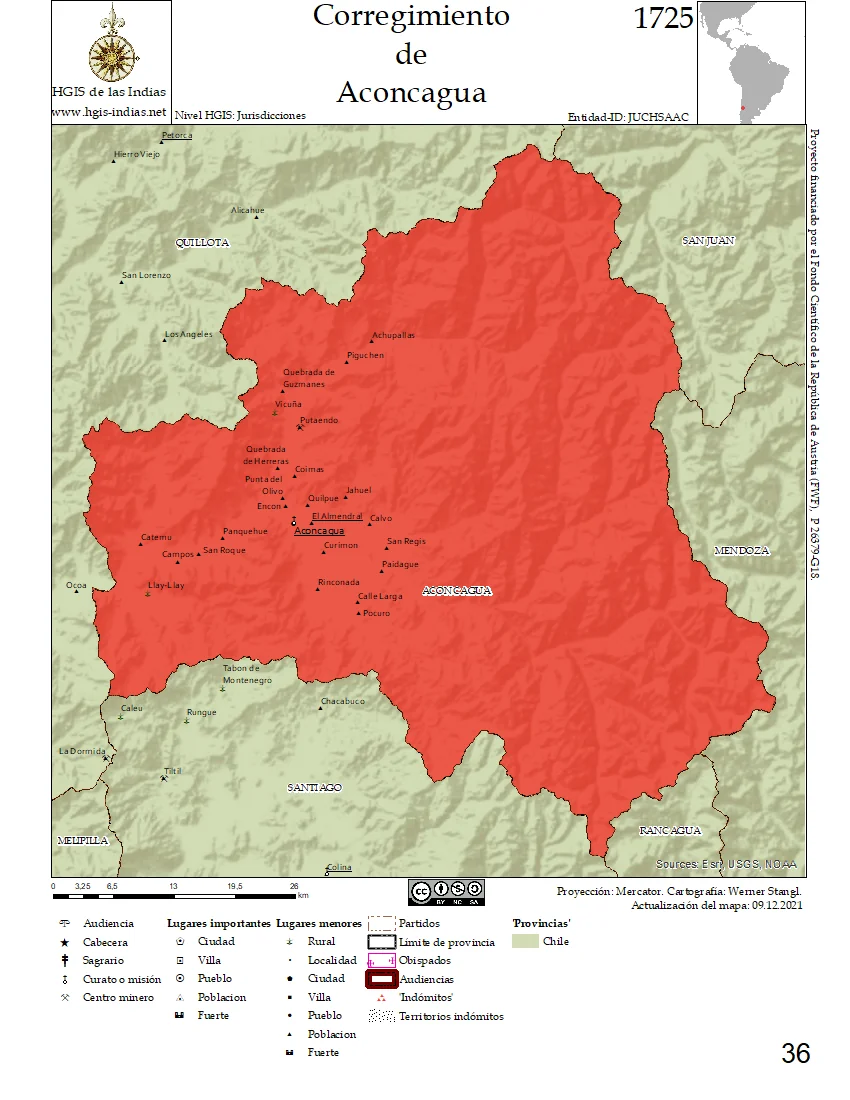 Corregimiento
de
Aconcagua
1725
HGIS de las Indias
www.hgis-indias.net
Nivel HGIS: Jurisdicciones
Entidad-ID: JUCHSAAC
Petorca
Hierro Viejo
Alicahue
QUILLOTA
SAN JUAN
San Lorenzo
Los Angeles
Achupallas
Piguchen
Quebrada de
Guzmanes
Vicuña
Putaendo
Quebrada
de Herreras
Coimas
Punta del
Olivo
Jahuel
Quilpue
Encon
El Almendral
Calvo
Aconcagua
Panquehue
Catemu
San Roque
Campos
Curimon
San Regis
Paidague
MENDOZA
Ocoa
Llay-Llay
Rinconada
ACONCAGUA
Calle Larga
Pocuro
Tabon de
Montenegro
Caleu
Rungue
Chacabuco
La Dormida
Tiltil
SANTIAGO
MELIPILLA
RANCAGUA
Colina
Sources: Esri, USGS, NOAA
Proyecto financiado por el Fondo Científico de la República de Austria (FWF), P 26379-G18.
0 3,25 6,5 13 19,5 26
km
CC BY NC SA
Proyección: Mercator. Cartografía: Werner Stangl.
Actualización del mapa: 09.12.2021
Audiencia
Cabecera
Sagrario
Curato o misión
Centro minero
Lugares importantes
Ciudad
Villa
Pueblo
Poblacion
Fuerte
Lugares menores
Rural
Localidad
Ciudad
Villa
Pueblo
Poblacion
Fuerte
Partidos
Límite de provincia
Obispados
Audiencias
'Indómitos'
Territorios indómitos
'Provincias'
Chile
36